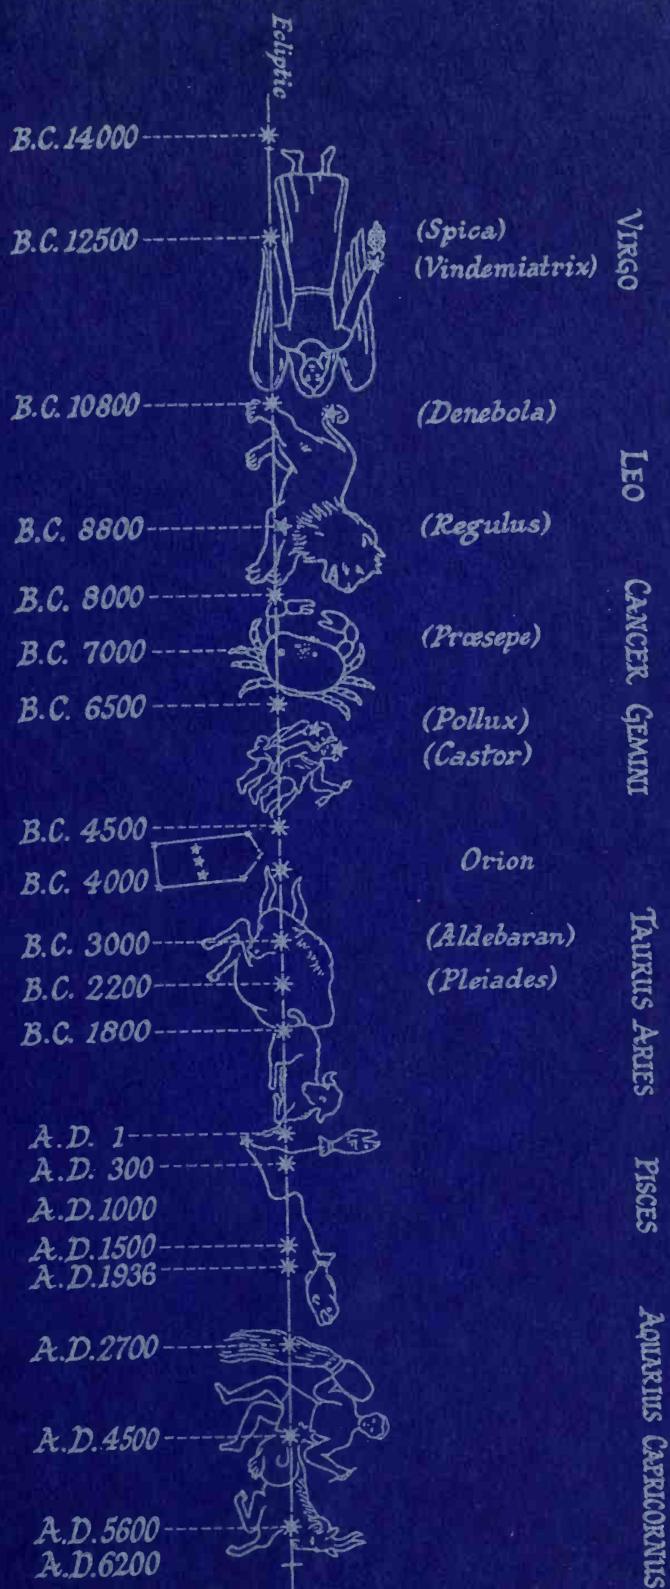 Ecliptic
B.C. 14000
B.C. 12500
(Spica)
(Vindemiatrix)
VIRGO
B.C. 10800
(Denebola)
LEO
B.C. 8800
(Regulus)
B.C. 8000
CANCER
B.C. 7000
(Præsepe)
B.C. 6500
(Pollux)
(Castor)
GEMINI
B.C. 4500
B.C. 4000
Orion
B.C. 3000
(Aldebaran)
TAURUS
B.C. 2200
(Pleiades)
B.C. 1800
ARIES
A.D. 1
A.D. 300
A.D. 1000
PISCES
A.D. 1500
A.D. 1936
A.D. 2700
AQUARIUS
A.D. 4500
CAPRICORNUS
A.D. 5600
A.D. 6200